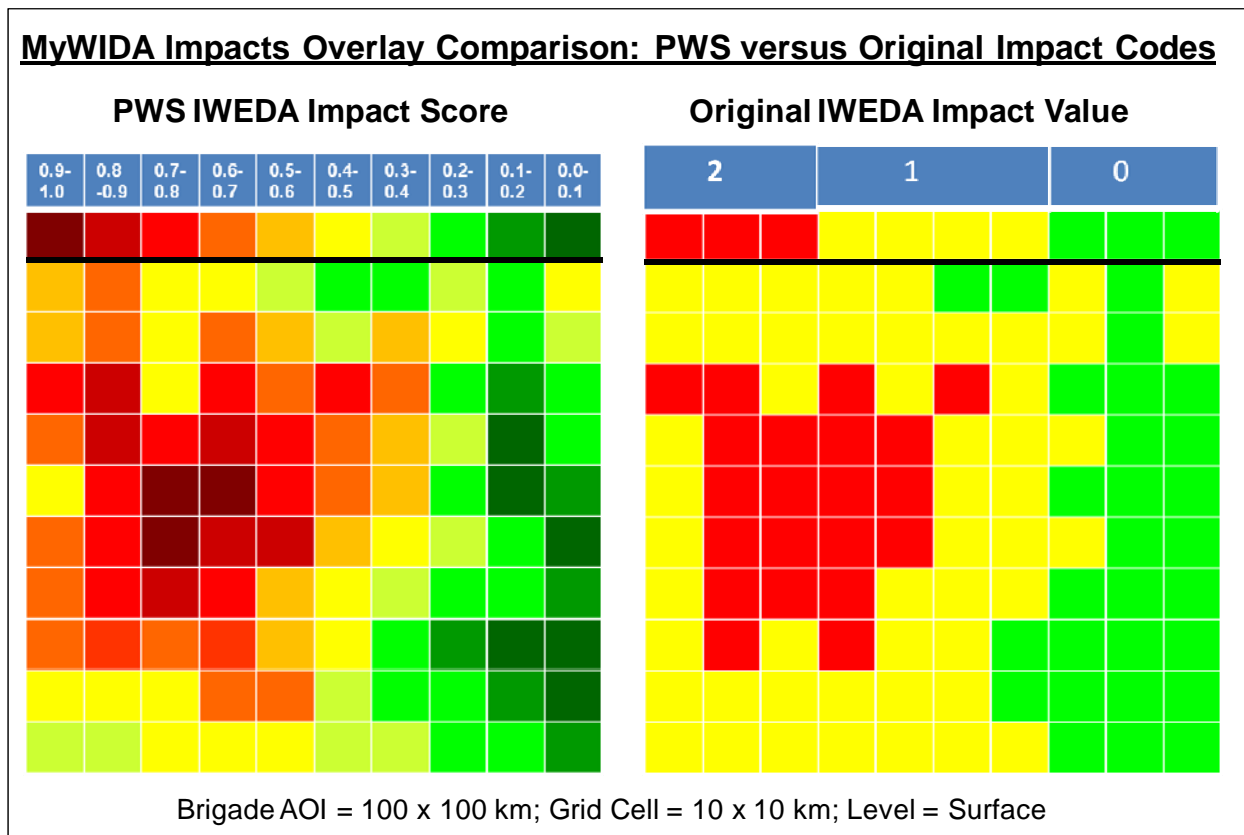 MyWIDA Impacts Overlay Comparison: PWS versus Original Impact Codes
PWS IWEDA Impact Score
0.9- 0.8 0.7- 0.6- 0.5- 0.4- 0.3- 0.2- 0.1- 0.0-
1.0 -0.9 0.8 0.7 0.6 0.5 0.4 0.3 0.2 0.1
Original IWEDA Impact Value
2 1 0
Brigade AOI = 100 x 100 km; Grid Cell = 10 x 10 km; Level = Surface